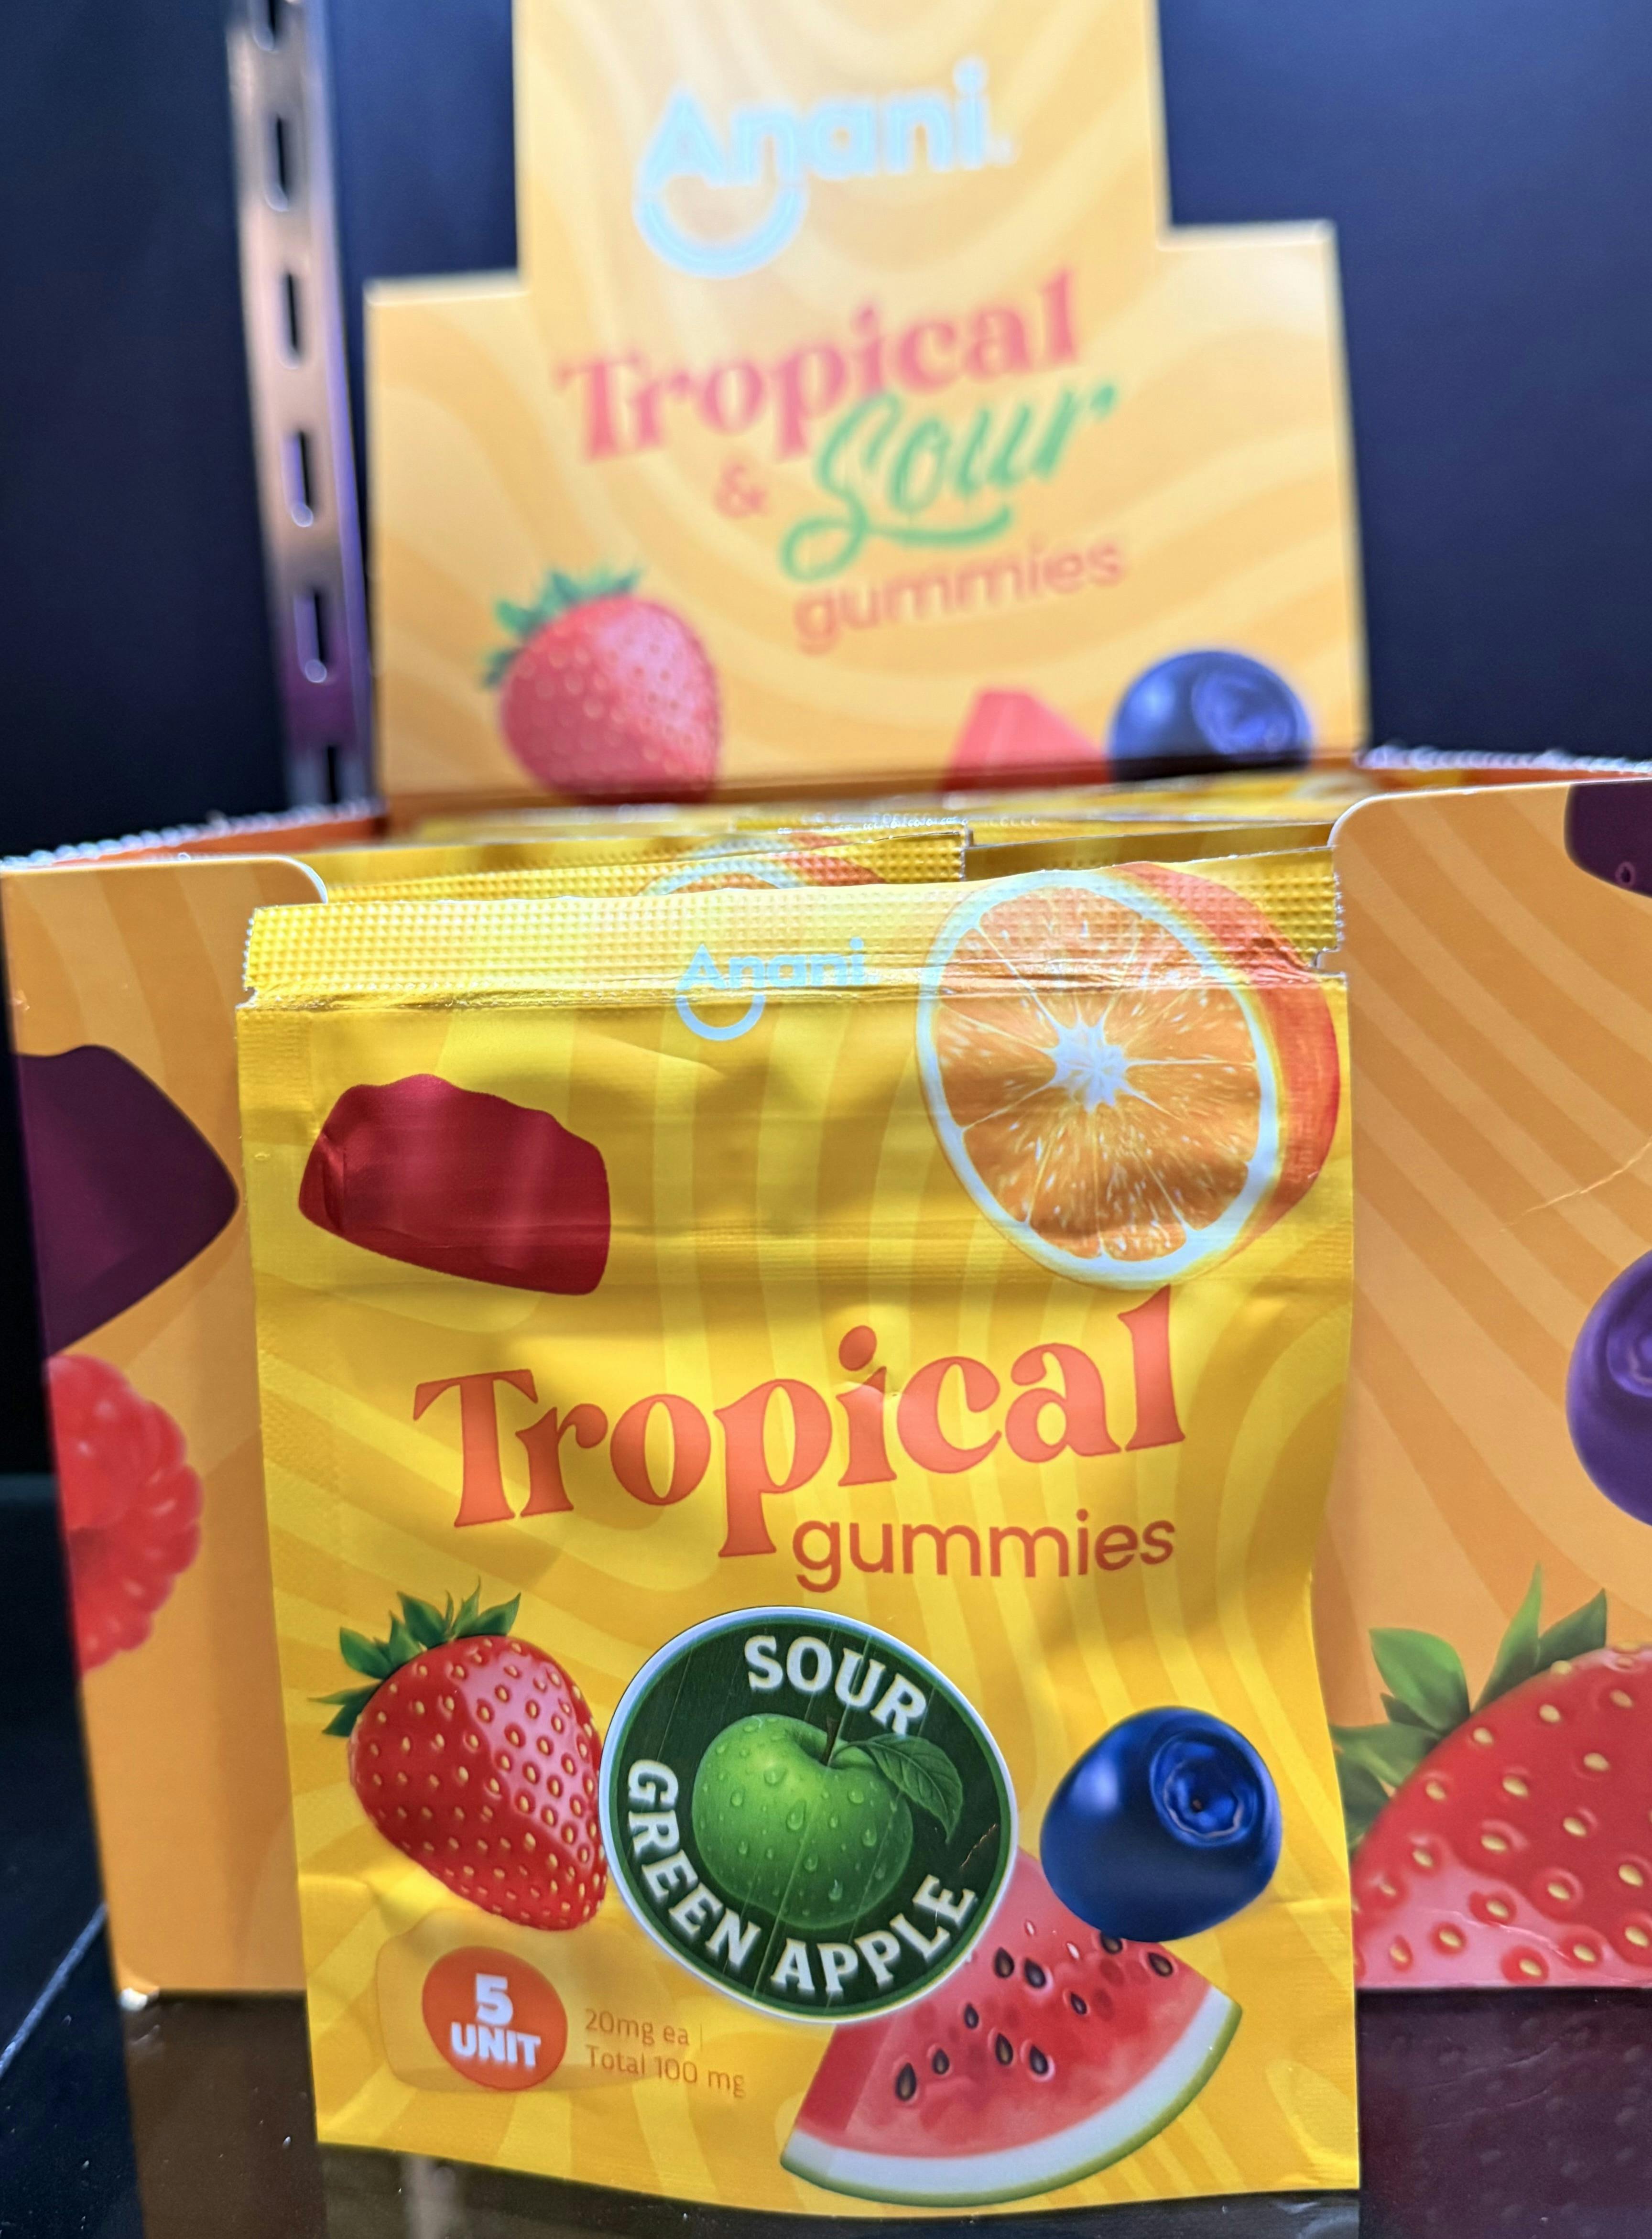 Anani
Tropical
& Sour
gummies
Anani
Tropical
gummies
SOUR
GREEN APPLE
5
UNIT
20mg ea |
Total 100 mg